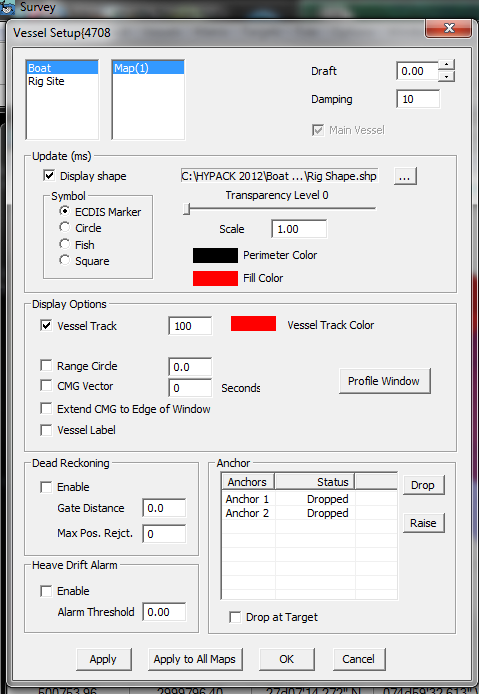 Survey
Vessel Setup{4708
Boat
Rig Site
Map(1)
Draft 0.00
Damping 10
Main Vessel
Update (ms)
Display shape C:\HYPACK 2012\Boat ...\Rig Shape.shp ...
Symbol
ECDIS Marker
Circle
Fish
Square
Transparency Level 0
Scale 1.00
Perimeter Color
Fill Color
Display Options
Vessel Track 100 Vessel Track Color
Range Circle 0.0
CMG Vector 0 Seconds
Profile Window
Extend CMG to Edge of Window
Vessel Label
Dead Reckoning
Enable
Gate Distance 0.0
Max Pos. Rejct. 0
Anchor
Anchors Status
Anchor 1 Dropped
Anchor 2 Dropped
Drop
Raise
Drop at Target
Heave Drift Alarm
Enable
Alarm Threshold 0.00
Apply Apply to All Maps OK Cancel